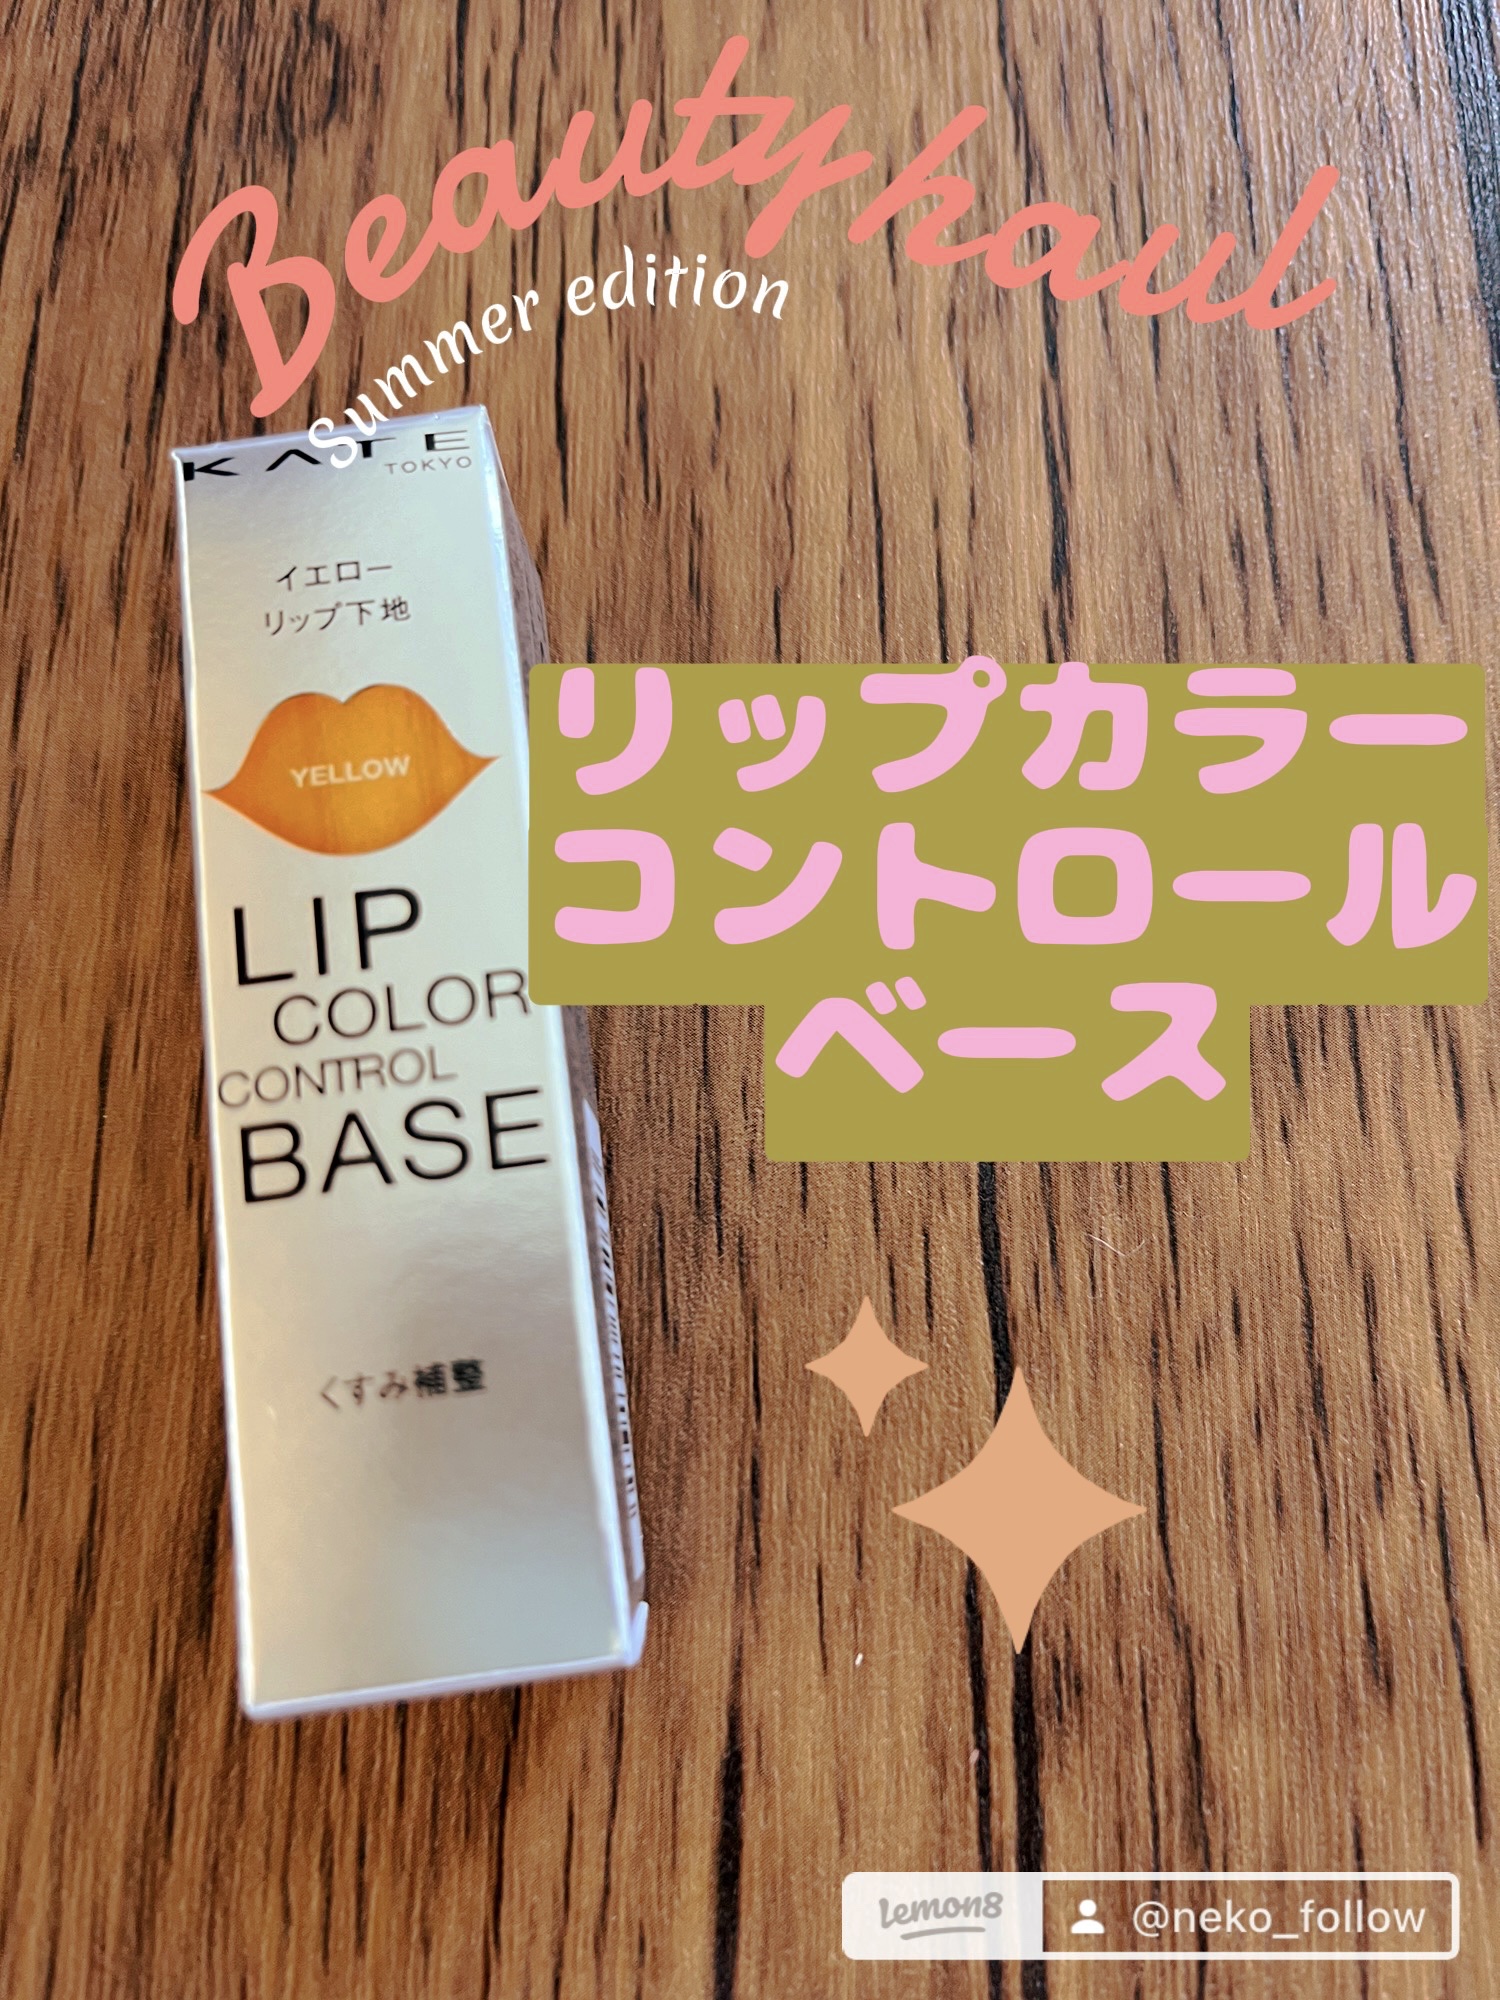 Beauty haul
Summer edition
KATE
TOKYO
イエロー
リップ下地
YELLOW
LIP
COLOR
CONTROL
BASE
くすみ補整
リップカラー
コントロール
ベース
lemon8 @neko_follow